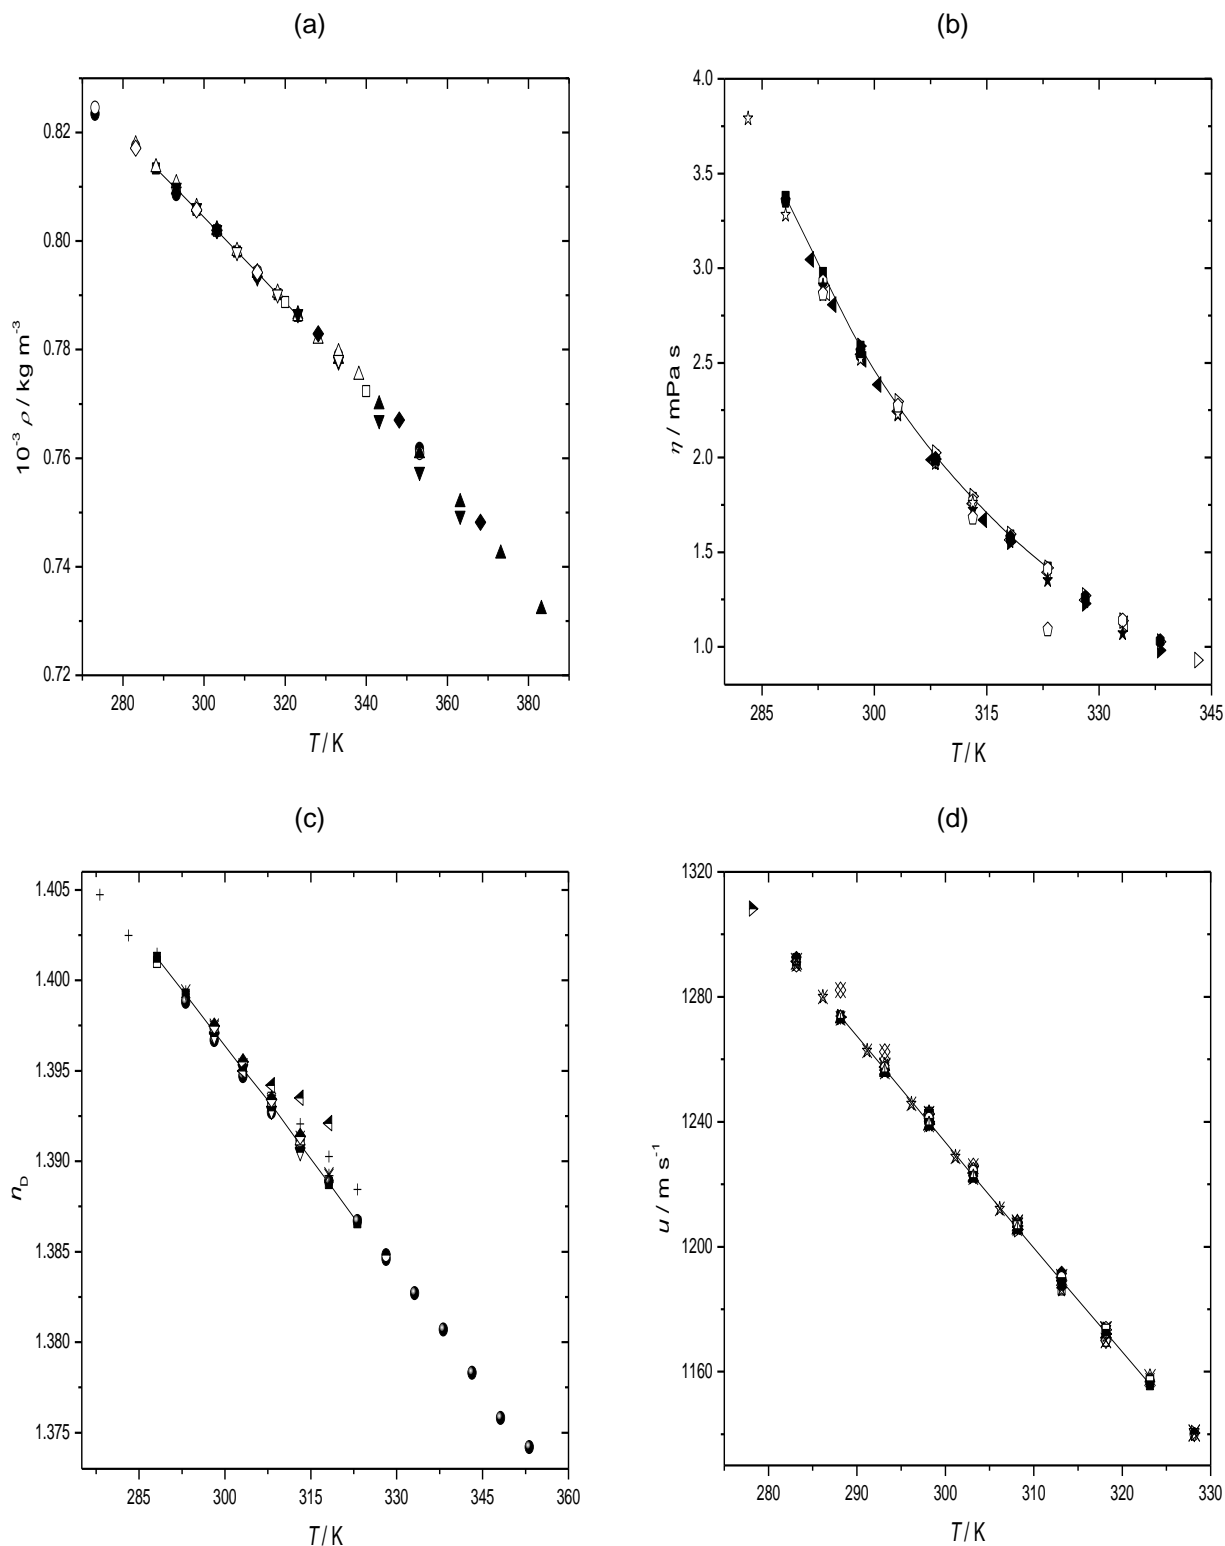 (a)
0.82
0.80
0.78
0.76
0.74
0.72
10⁻³ ρ / kg m⁻³
280 300 320 340 360 380
T / K
(b)
4.0
3.5
3.0
2.5
2.0
1.5
1.0
η / mPa s
285 300 315 330 345
T / K
(c)
1.405
1.400
1.395
1.390
1.385
1.380
1.375
n_D
285 300 315 330 345 360
T / K
(d)
1320
1280
1240
1200
1160
u / m s⁻¹
280 290 300 310 320 330
T / K